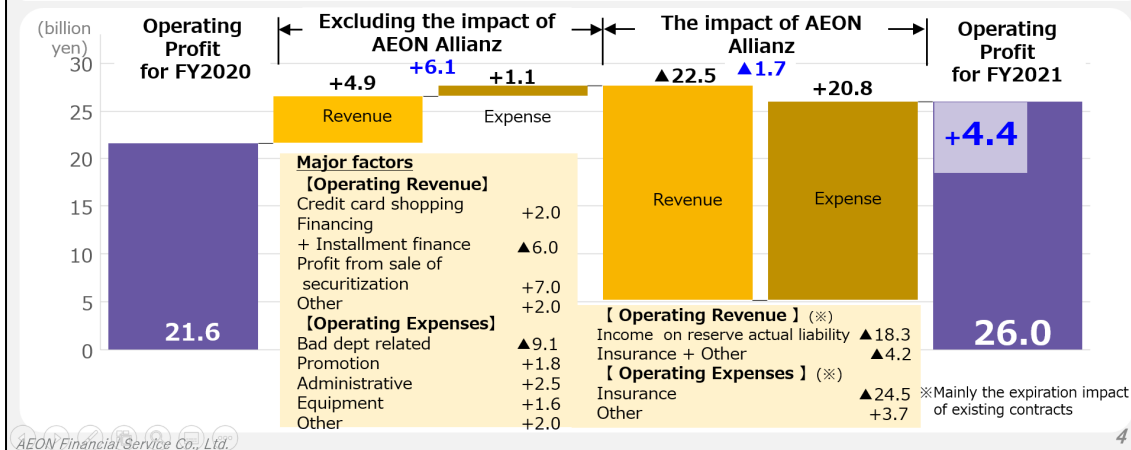 (billion
yen)
Operating
Profit
for FY2020
Excluding the impact of
AEON Allianz
+6.1
The impact of AEON
Allianz
▲1.7
Operating
Profit
for FY2021
30
25
20
15
10
5
0
21.6
+4.9
Revenue
+1.1
Expense
▲22.5
Revenue
+20.8
Expense
+4.4
26.0
Major factors
【Operating Revenue】
Credit card shopping +2.0
Financing
+ Installment finance ▲6.0
Profit from sale of
securitization +7.0
Other +2.0
【Operating Expenses】
Bad dept related ▲9.1
Promotion +1.8
Administrative +2.5
Equipment +1.6
Other +2.0
【 Operating Revenue 】(※)
Income on reserve actual liability ▲18.3
Insurance + Other ▲4.2
【 Operating Expenses 】(※)
Insurance ▲24.5
Other +3.7
※Mainly the expiration impact
of existing contracts
AEON Financial Service Co., Ltd.
4